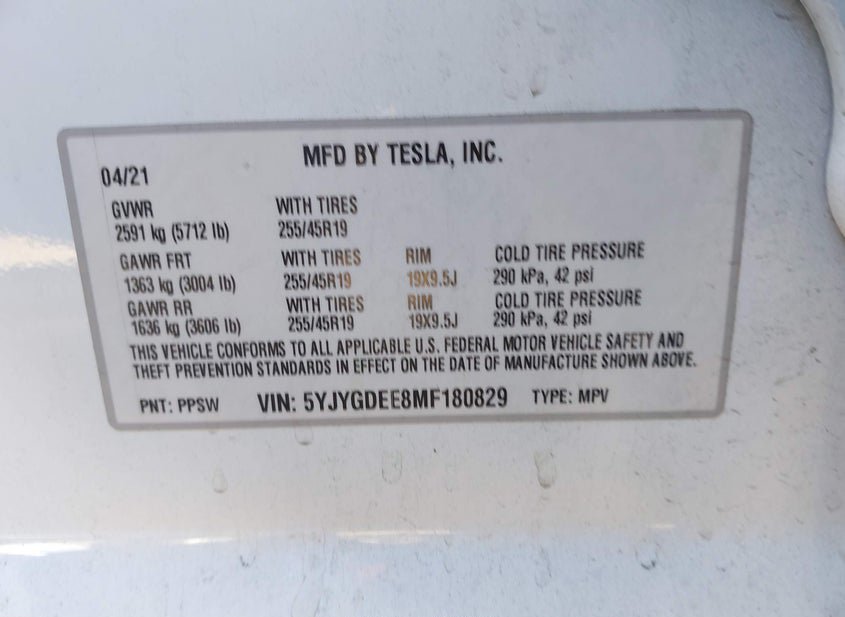 MFD BY TESLA, INC.
04/21
GVWR WITH TIRES
2591 kg (5712 lb) 255/45R19
GAWR FRT WITH TIRES RIM COLD TIRE PRESSURE
1363 kg (3004 lb) 255/45R19 19X9.5J 290 kPa, 42 psi
GAWR RR WITH TIRES RIM COLD TIRE PRESSURE
1636 kg (3606 lb) 255/45R19 19X9.5J 290 kPa, 42 psi
THIS VEHICLE CONFORMS TO ALL APPLICABLE U.S. FEDERAL MOTOR VEHICLE SAFETY AND
THEFT PREVENTION STANDARDS IN EFFECT ON THE DATE OF MANUFACTURE SHOWN ABOVE.
PNT: PPSW VIN: 5YJYGDEE8MF180829 TYPE: MPV